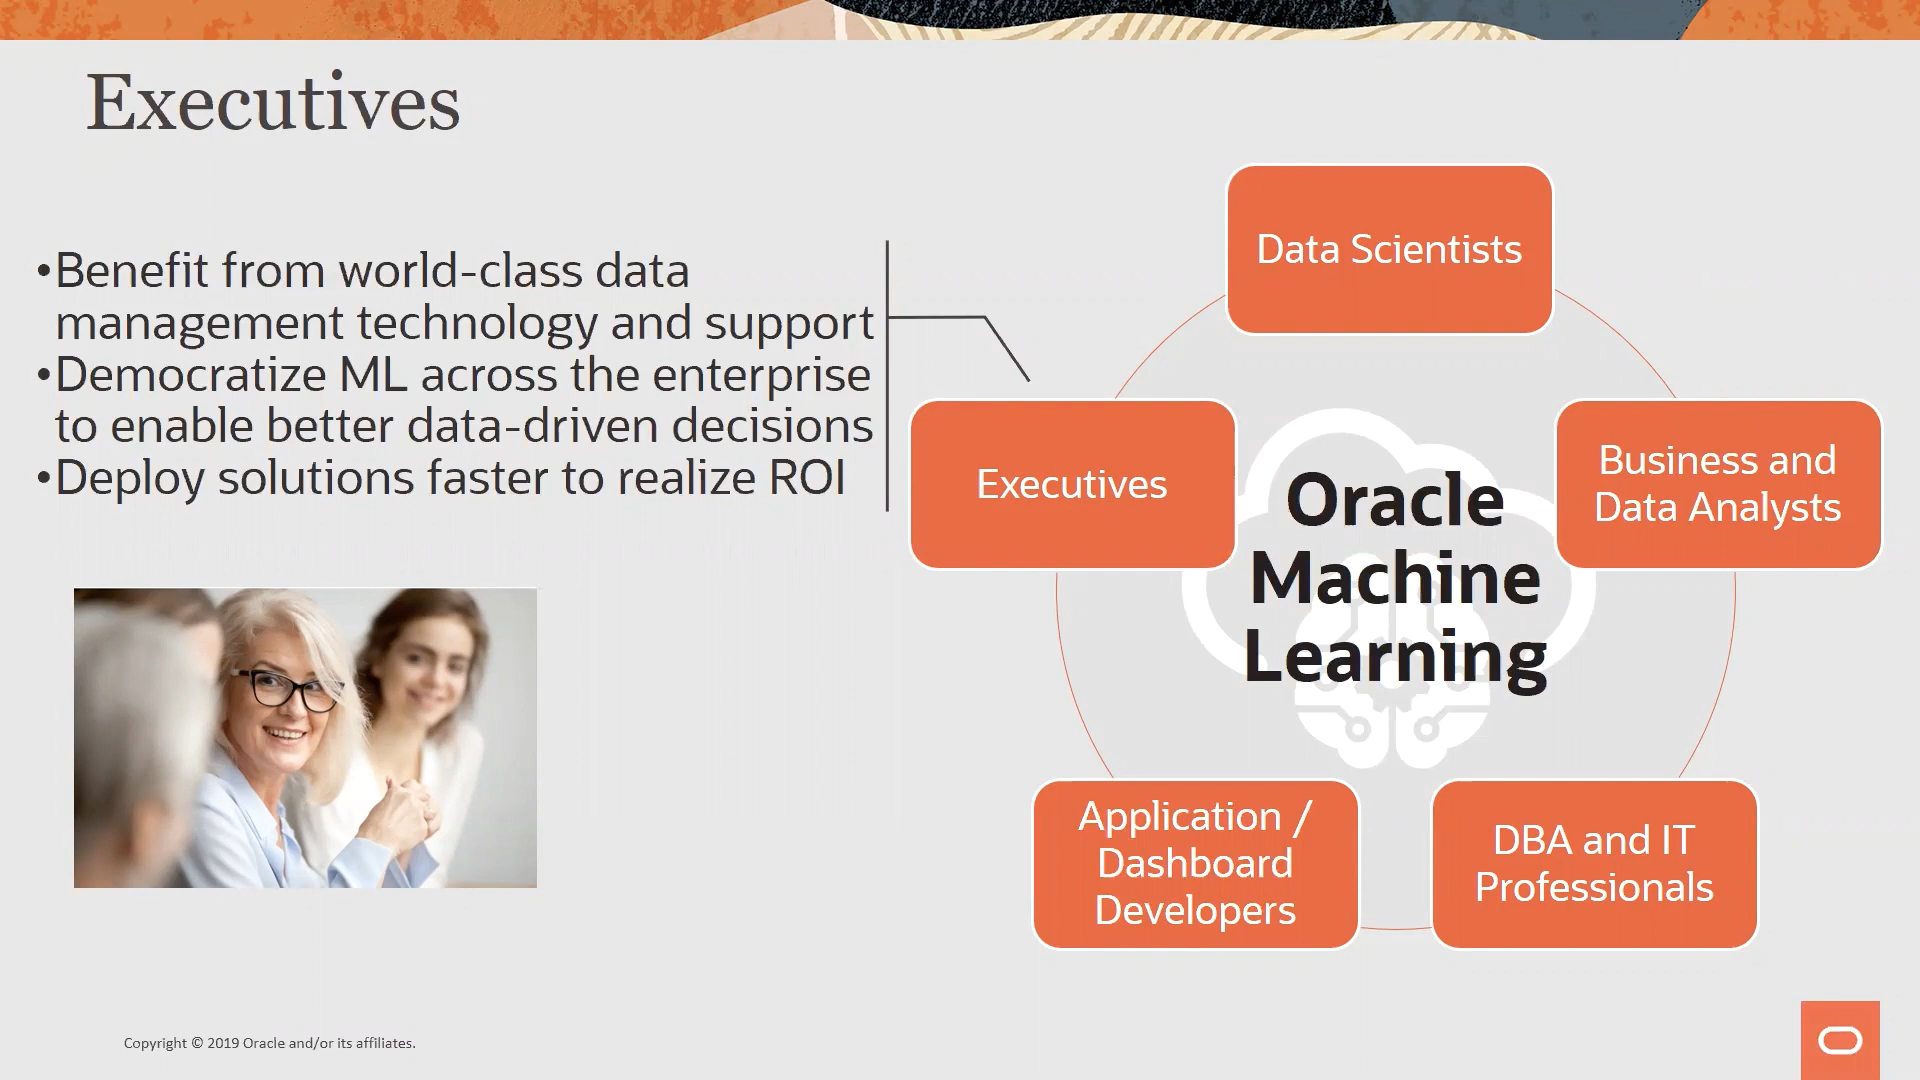 Executives
•Benefit from world-class data
management technology and support
•Democratize ML across the enterprise
to enable better data-driven decisions
•Deploy solutions faster to realize ROI
Data Scientists
Executives
Business and
Data Analysts
Oracle
Machine
Learning
Application /
Dashboard
Developers
DBA and IT
Professionals
Copyright © 2019 Oracle and/or its affiliates.